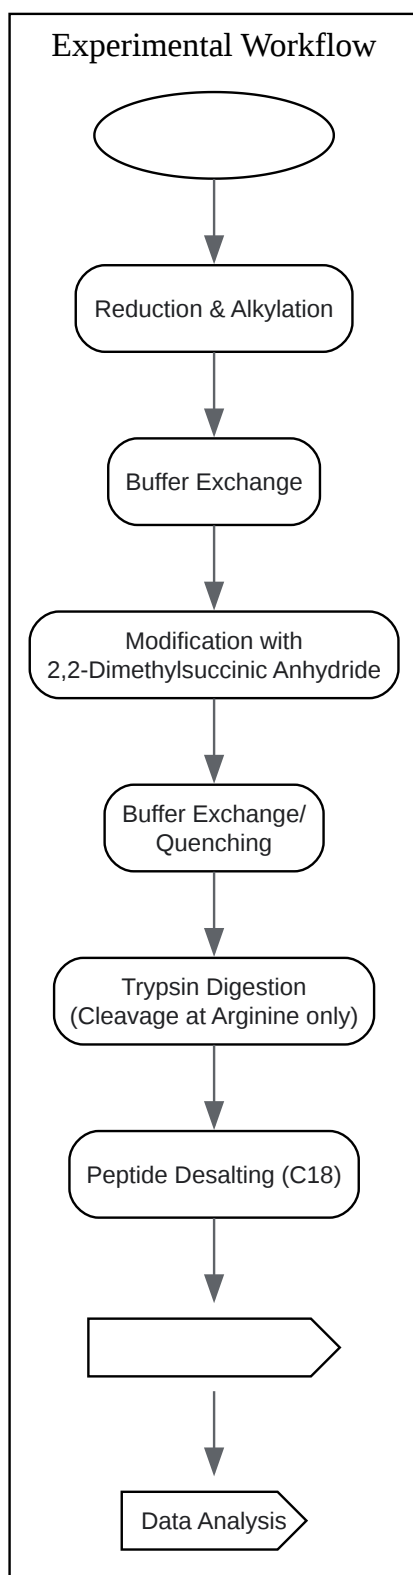 Experimental Workflow
Reduction & Alkylation
Buffer Exchange
Modification with
2,2-Dimethylsuccinic Anhydride
Buffer Exchange/
Quenching
Trypsin Digestion
(Cleavage at Arginine only)
Peptide Desalting (C18)
Data Analysis